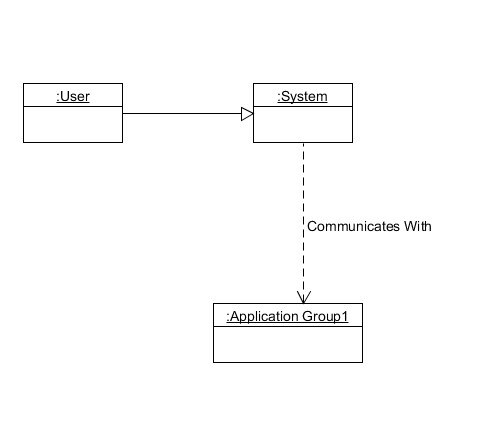 :User
:System
Communicates With
:Application Group1